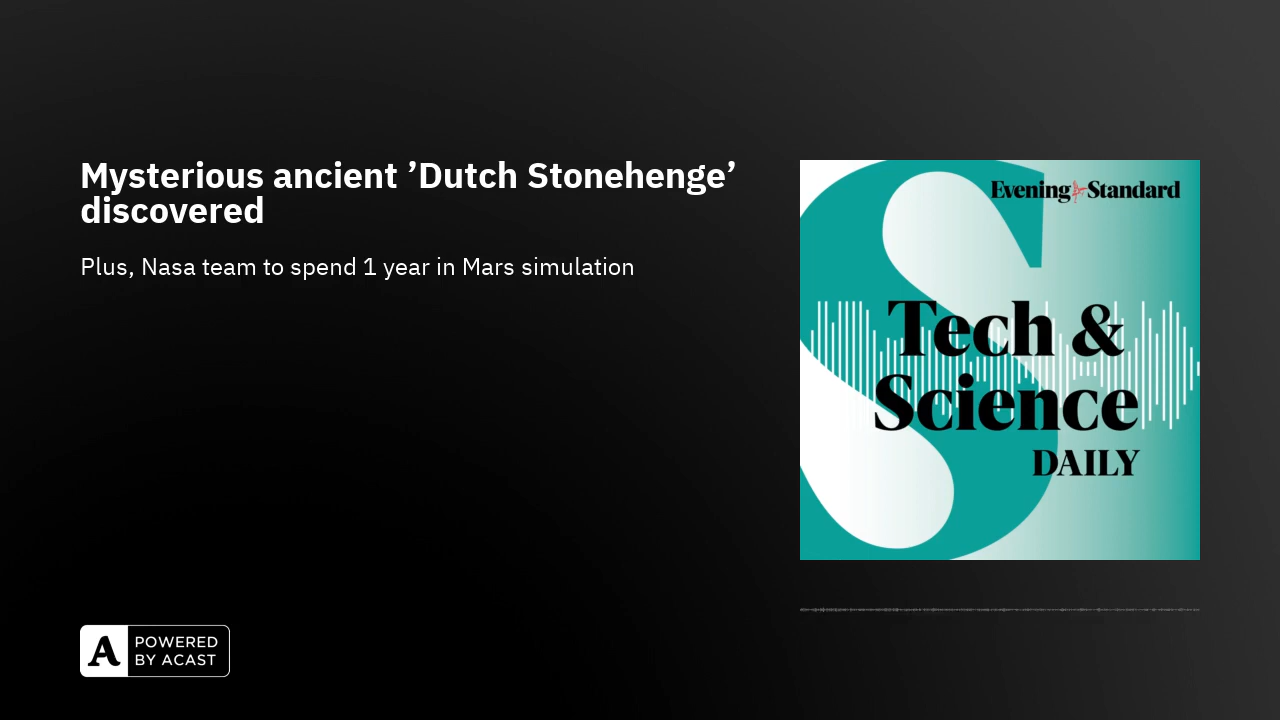 Mysterious ancient ’Dutch Stonehenge’
discovered
Plus, Nasa team to spend 1 year in Mars simulation
Evening Standard
Tech &
Science
DAILY
A POWERED
BY ACAST